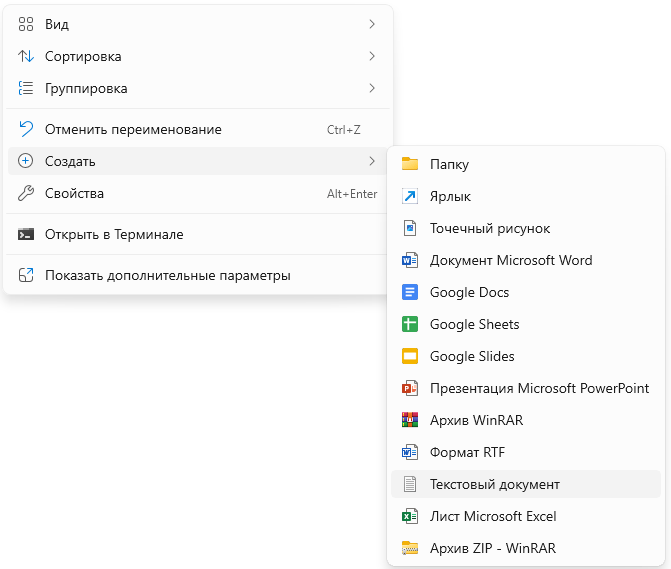 Вид
Сортировка
Группировка
Отменить переименование Ctrl+Z
Создать
Свойства Alt+Enter
Открыть в Терминале
Показать дополнительные параметры
Папку
Ярлык
Точечный рисунок
Документ Microsoft Word
Google Docs
Google Sheets
Google Slides
Презентация Microsoft PowerPoint
Архив WinRAR
Формат RTF
Текстовый документ
Лист Microsoft Excel
Архив ZIP - WinRAR